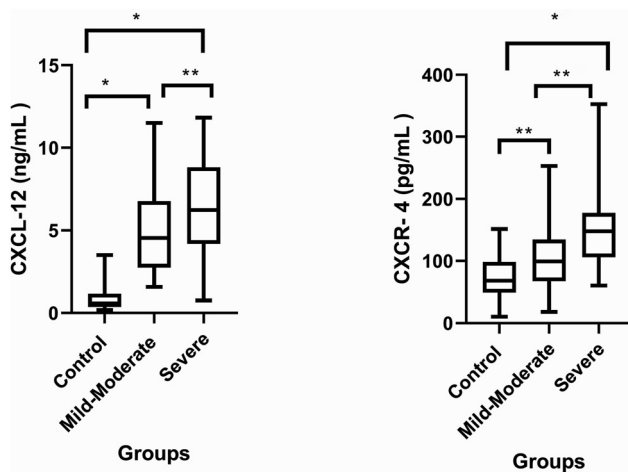 *
*
**
CXCL-12 (ng/mL )
15
10
5
0
Control
Mild-Moderate
Severe
Groups
*
**
**
CXCR- 4 (pg/mL )
400
300
200
100
0
Control
Mild-Moderate
Severe
Groups